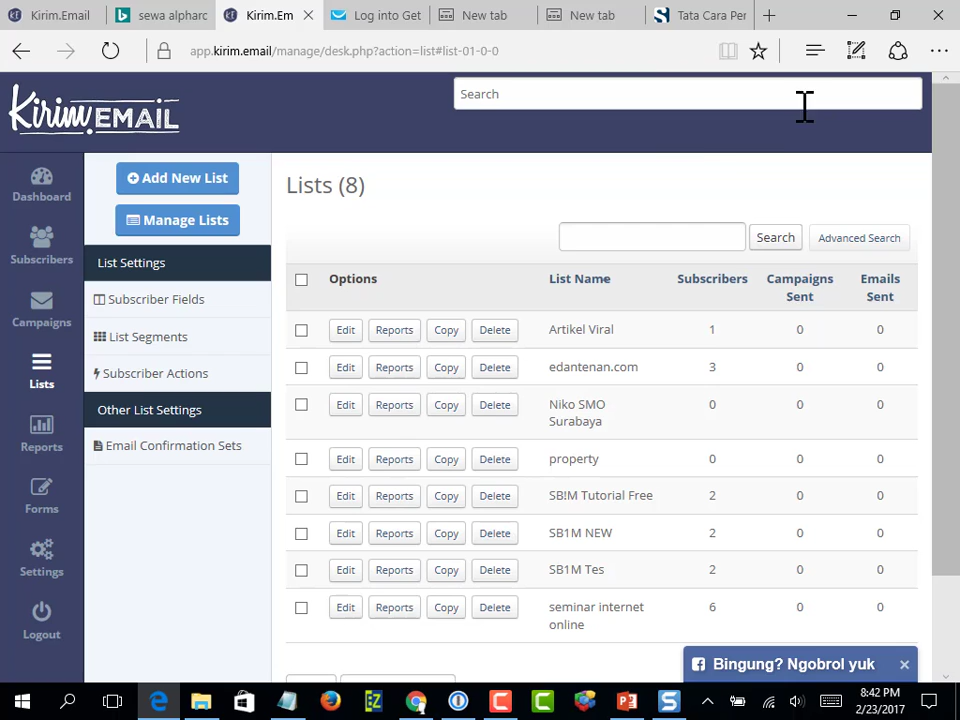 Kirim.Email
sewa alpharc
Kirim.Em
Log into Get
New tab
New tab
Tata Cara Per
app.kirim.email/manage/desk.php?action=list#list-01-0-0
Kirim.EMAIL
Search
Dashboard
Subscribers
Campaigns
Lists
Reports
Forms
Settings
Logout
Add New List
Manage Lists
List Settings
Subscriber Fields
List Segments
Subscriber Actions
Other List Settings
Email Confirmation Sets
Lists (8)
Search
Advanced Search
Options List Name Subscribers Campaigns Sent Emails Sent
Edit Reports Copy Delete Artikel Viral 1 0 0
Edit Reports Copy Delete edantenan.com 3 0 0
Edit Reports Copy Delete Niko SMO 0 0 0
Surabaya
Edit Reports Copy Delete property 0 0 0
Edit Reports Copy Delete SB!M Tutorial Free 2 0 0
Edit Reports Copy Delete SB1M NEW 2 0 0
Edit Reports Copy Delete SB1M Tes 2 0 0
Edit Reports Copy Delete seminar internet 6 0 0
online
Bingung? Ngobrol yuk
8:42 PM
2/23/2017